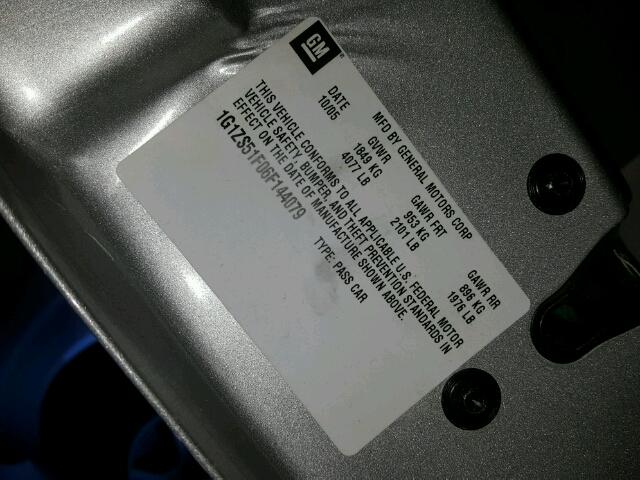 GM
MFD BY GENERAL MOTORS CORP
DATE GVWR GAWR FRT GAWR RR
10/05 1849 KG 953 KG 896 KG
4077 LB 2101 LB 1976 LB
THIS VEHICLE CONFORMS TO ALL APPLICABLE U.S. FEDERAL MOTOR
VEHICLE SAFETY, BUMPER, AND THEFT PREVENTION STANDARDS IN
EFFECT ON THE DATE OF MANUFACTURE SHOWN ABOVE.
1G1ZS51F06F144079 TYPE: PASS CAR